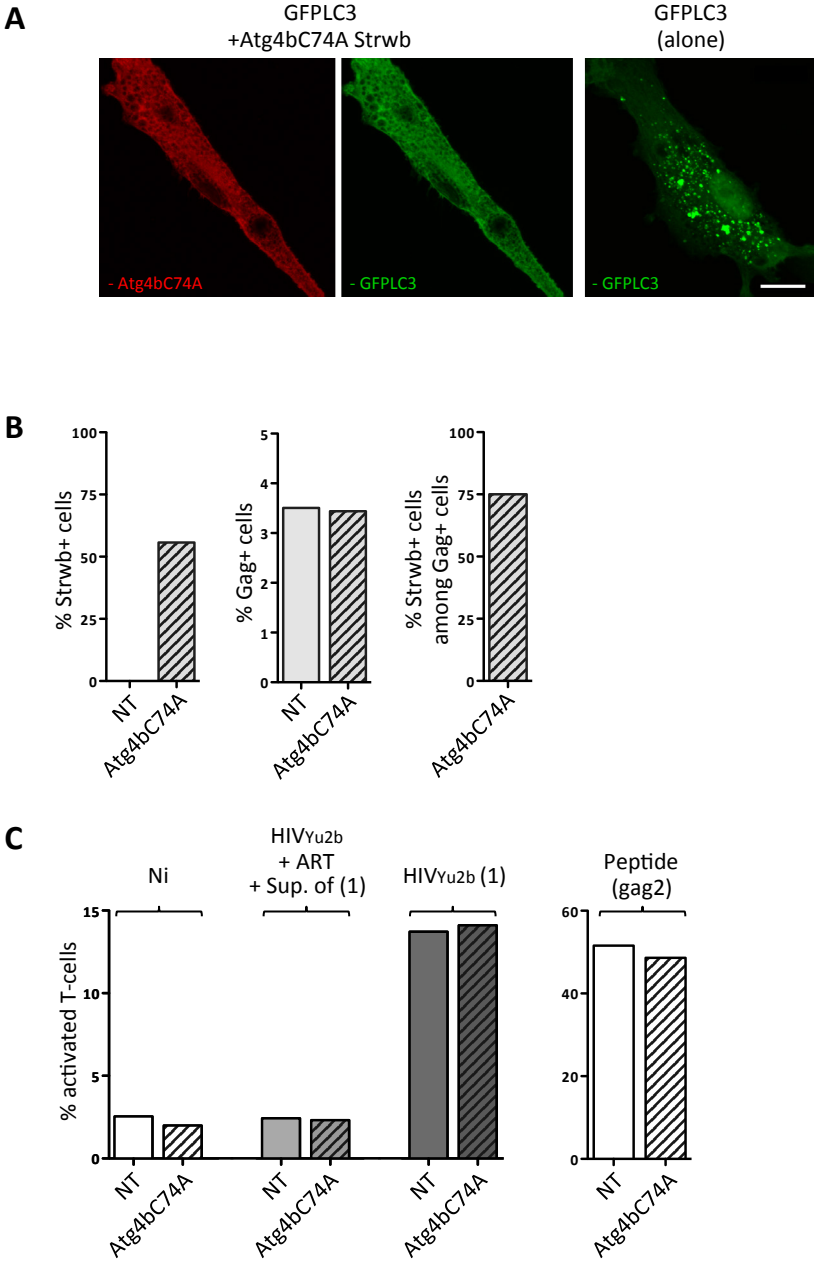 A
GFPLC3
+Atg4bC74A Strwb
GFPLC3
(alone)
- Atg4bC74A
- GFPLC3
- GFPLC3
B
% Strwb+ cells
100
75
50
25
0
NT
Atg4bC74A
% Gag+ cells
5
4
3
2
1
0
NT
Atg4bC74A
% Strwb+ cells
among Gag+ cells
100
75
50
25
0
Atg4bC74A
C
Ni
HIVYu2b
+ ART
+ Sup. of (1)
HIVYu2b (1)
Peptide
(gag2)
% activated T-cells
15
10
5
0
NT
Atg4bC74A
NT
Atg4bC74A
NT
Atg4bC74A
60
40
20
0
NT
Atg4bC74A